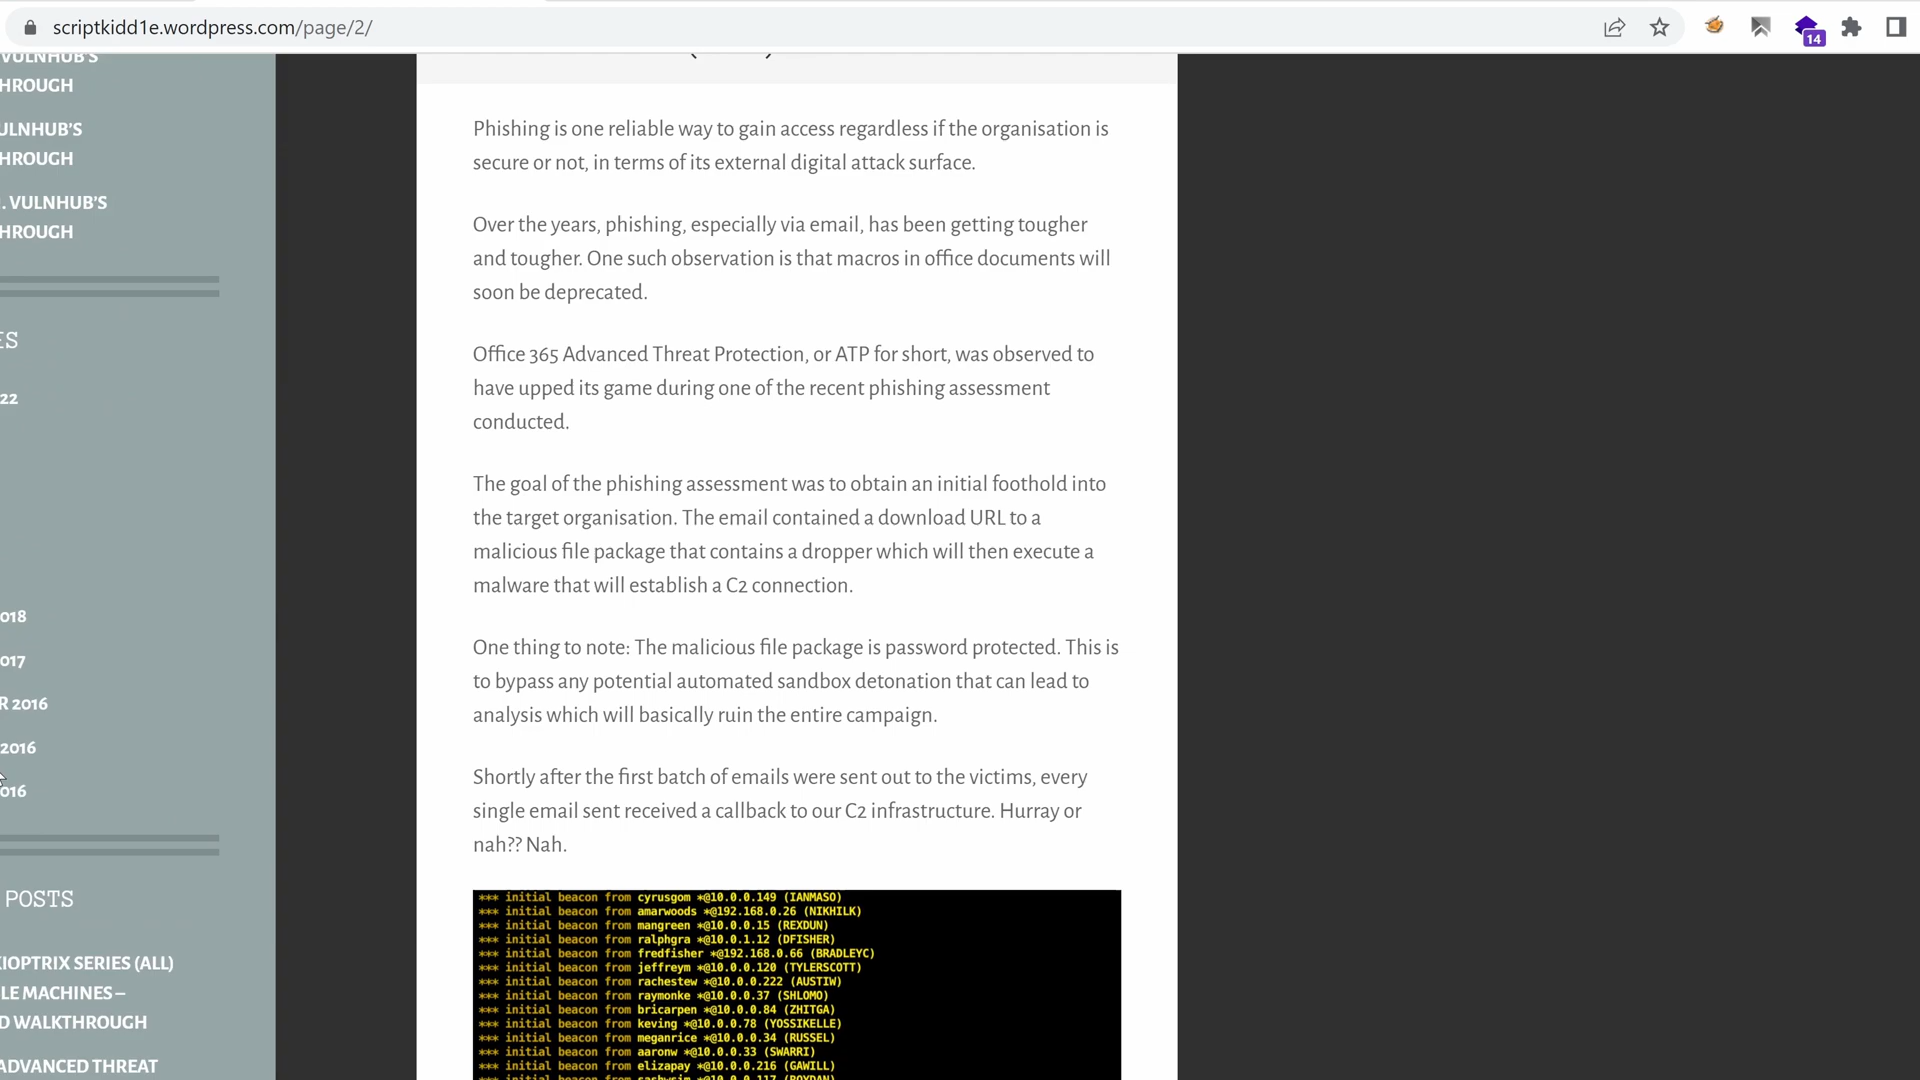 scriptkidd1e.wordpress.com/page/2/
14
VULNHUB'S
HROUGH
ULNHUB'S
HROUGH
. VULNHUB'S
HROUGH
ES
22
018
017
R 2016
2016
016
POSTS
KIOPTRIX SERIES (ALL)
LE MACHINES –
D WALKTHROUGH
ADVANCED THREAT
Phishing is one reliable way to gain access regardless if the organisation is
secure or not, in terms of its external digital attack surface.
Over the years, phishing, especially via email, has been getting tougher
and tougher. One such observation is that macros in office documents will
soon be deprecated.
Office 365 Advanced Threat Protection, or ATP for short, was observed to
have upped its game during one of the recent phishing assessment
conducted.
The goal of the phishing assessment was to obtain an initial foothold into
the target organisation. The email contained a download URL to a
malicious file package that contains a dropper which will then execute a
malware that will establish a C2 connection.
One thing to note: The malicious file package is password protected. This is
to bypass any potential automated sandbox detonation that can lead to
analysis which will basically ruin the entire campaign.
Shortly after the first batch of emails were sent out to the victims, every
single email sent received a callback to our C2 infrastructure. Hurray or
nah?? Nah.
*** initial beacon from cyrusgom *@10.0.0.149 (IANMASO)
*** initial beacon from amarwoods *@192.168.0.26 (NIKHILK)
*** initial beacon from mangreen *@10.0.0.15 (REXDUN)
*** initial beacon from ralphgra *@10.0.1.12 (DFISHER)
*** initial beacon from fredfisher *@192.168.0.66 (BRADLEYC)
*** initial beacon from jeffreym *@10.0.0.120 (TYLERSCOTT)
*** initial beacon from rachestew *@10.0.0.222 (AUSTIW)
*** initial beacon from raymonke *@10.0.0.37 (SHLOMO)
*** initial beacon from bricarpen *@10.0.0.84 (ZHITGA)
*** initial beacon from keving *@10.0.0.78 (YOSSIKELLE)
*** initial beacon from meganrice *@10.0.0.34 (RUSSEL)
*** initial beacon from aaronw *@10.0.0.33 (SWARRI)
*** initial beacon from elizapay *@10.0.0.216 (GAWILL)